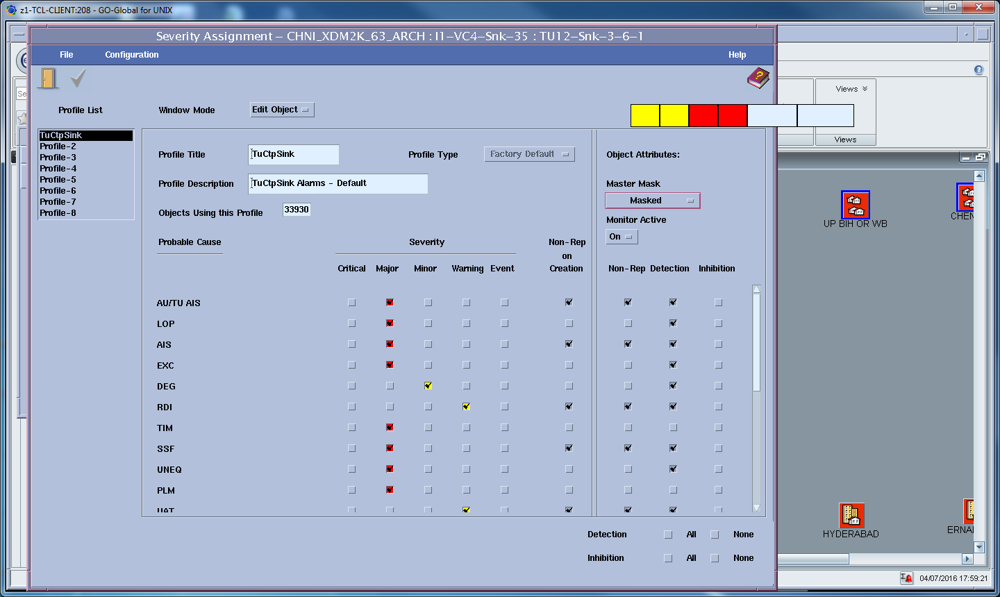 z1-TCL-CLIENT:208 - GO-Global for UNIX
Severity Assignment - CHNI_XDM2K_63_ARCH : I1-VC4-Snk-35 : TU12-Snk-3-6-1
File Configuration Help
Profile List Window Mode Edit Object
Views
Views
TuCtpSink
Profile-2
Profile-3
Profile-4
Profile-5
Profile-6
Profile-7
Profile-8
Profile Title TuCtpSink Profile Type Factory Default
Profile Description TuCtpSink Alarms - Default
Objects Using this Profile 33930
Object Attributes:
Master Mask
Masked
Monitor Active
On
Probable Cause Severity Non-Rep
on
Critical Major Minor Warning Event Creation Non-Rep Detection Inhibition
AU/TU AIS
LOP
AIS
EXC
DEG
RDI
TIM
SSF
UNEQ
PLM
UAT
Detection All None
Inhibition All None
Se
UP BIH OR WB
CHEN
HYDERABAD
ERNA
04/07/2016 17:59:21